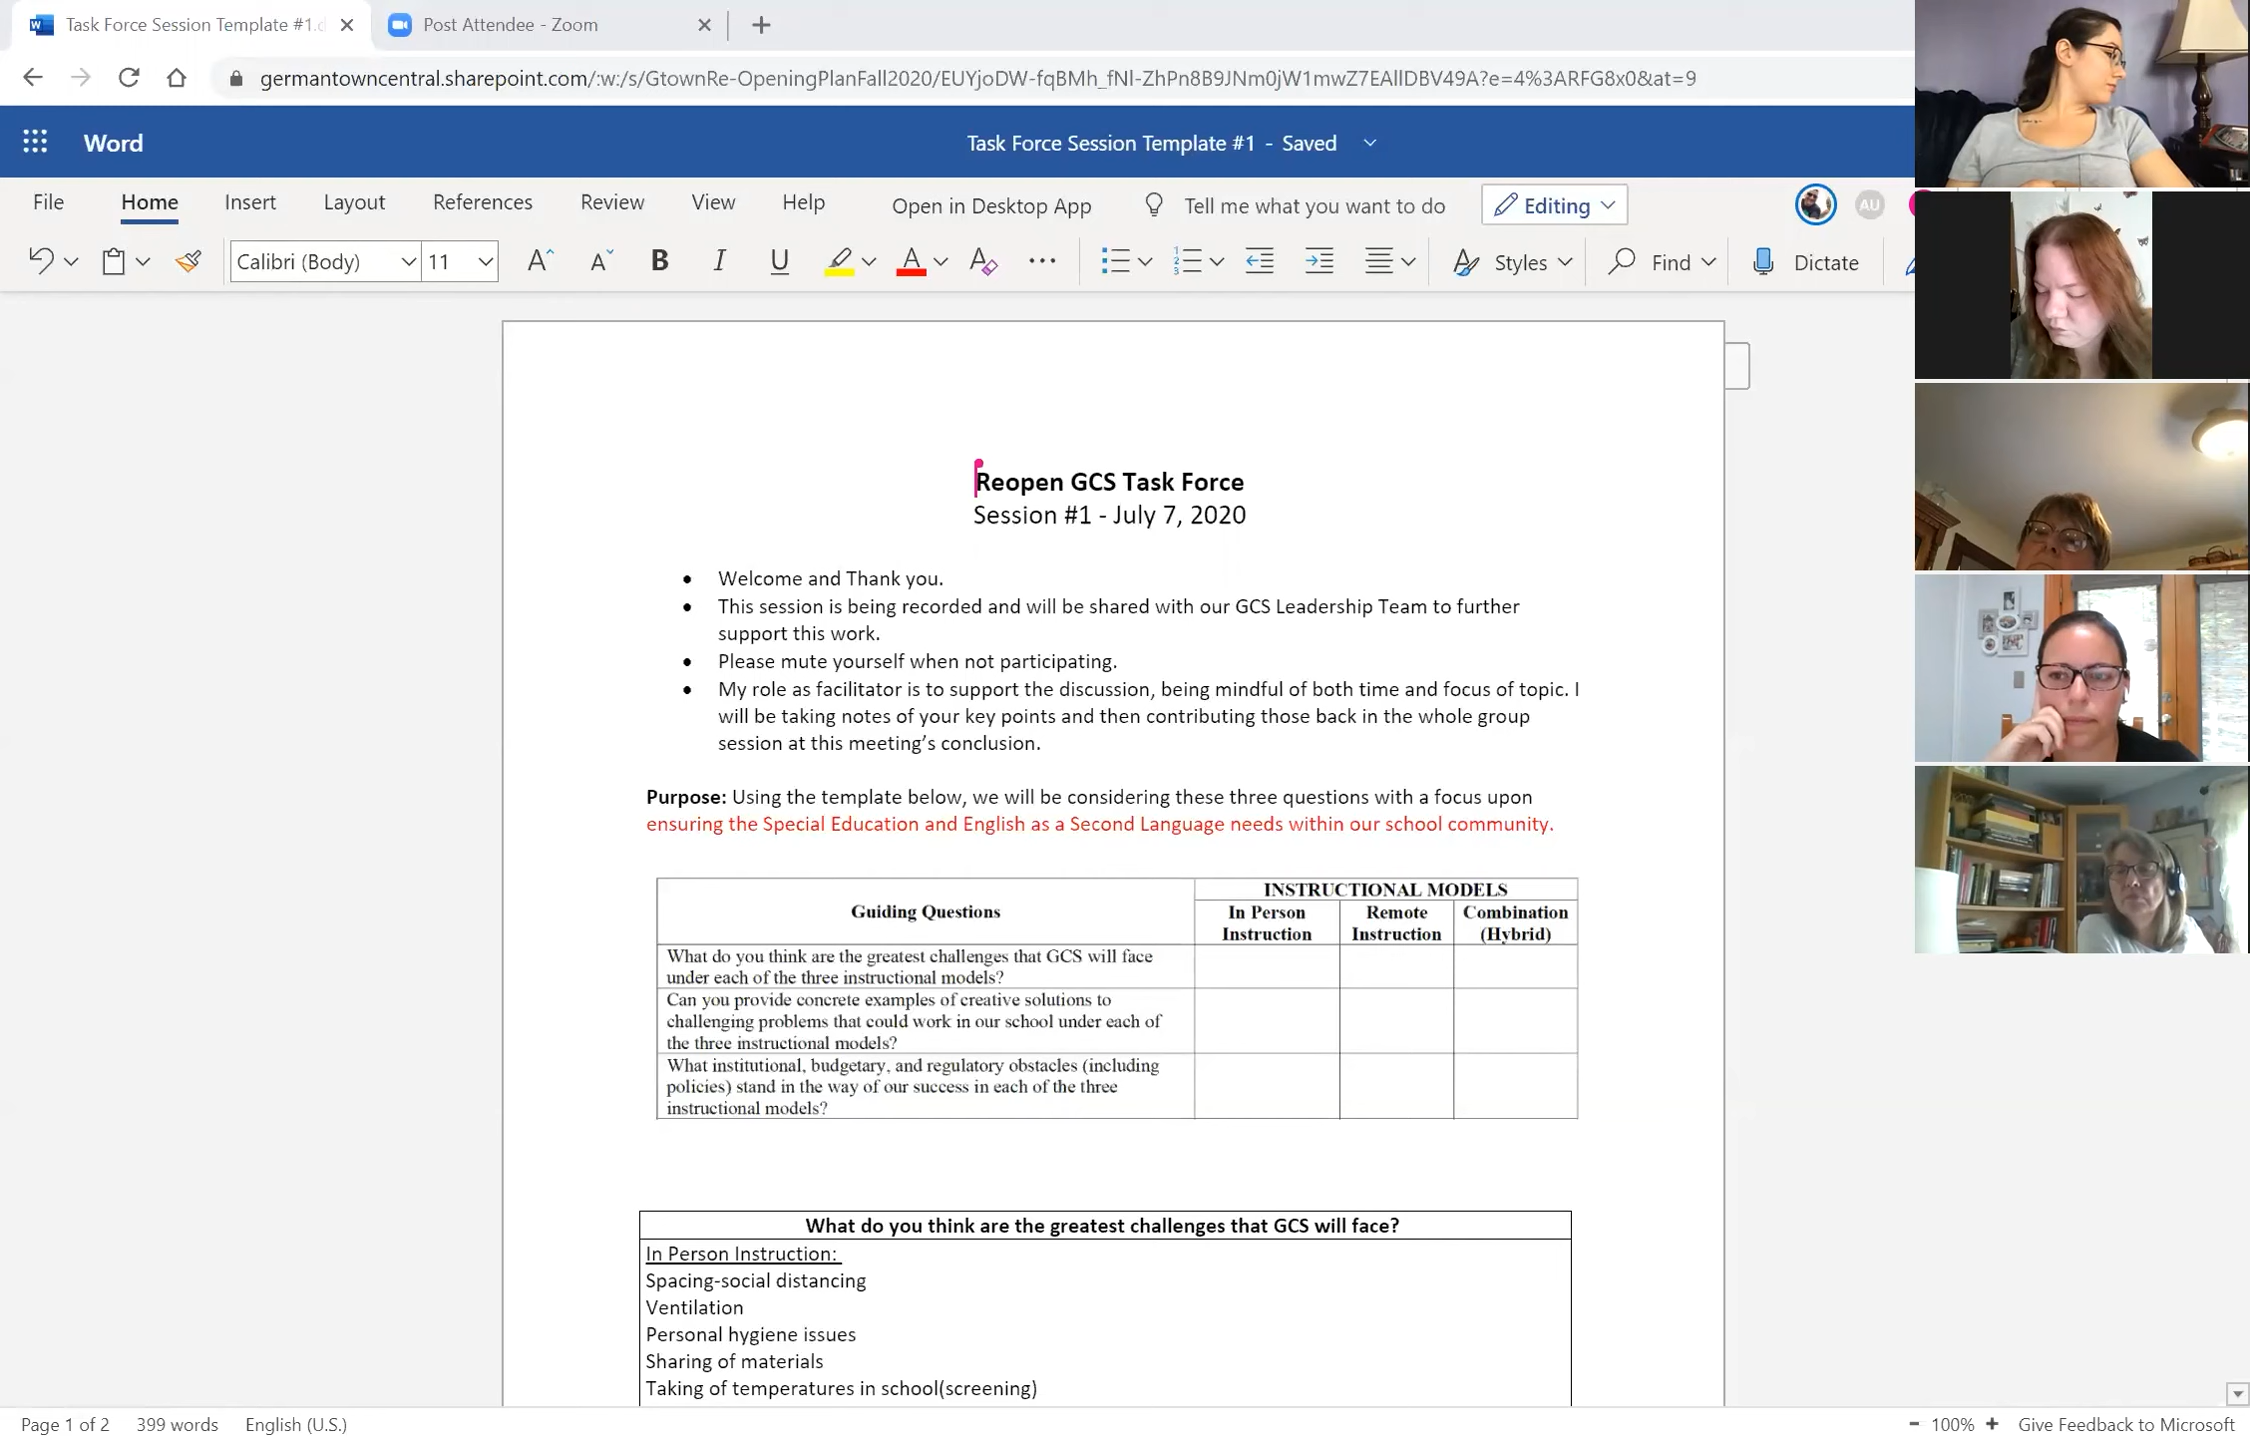 Task Force Session Template #1.d
Post Attendee - Zoom
germantowncentral.sharepoint.com/:w:/s/GtownRe-OpeningPlanFall2020/EUYjoDW-fqBMh_fNl-ZhPn8B9JNm0jW1mwZ7EAllDBV49A?e=4%3ARFG8x0&at=9
Word
Task Force Session Template #1 - Saved
File Home Insert Layout References Review View Help Open in Desktop App Tell me what you want to do Editing AU
Calibri (Body) 11 A A B I U A A Styles Find Dictate
Reopen GCS Task Force
Session #1 - July 7, 2020
• Welcome and Thank you.
• This session is being recorded and will be shared with our GCS Leadership Team to further
support this work.
• Please mute yourself when not participating.
• My role as facilitator is to support the discussion, being mindful of both time and focus of topic. I
will be taking notes of your key points and then contributing those back in the whole group
session at this meeting’s conclusion.
Purpose: Using the template below, we will be considering these three questions with a focus upon
ensuring the Special Education and English as a Second Language needs within our school community.
Guiding Questions
INSTRUCTIONAL MODELS
In Person Instruction
Remote Instruction
Combination (Hybrid)
What do you think are the greatest challenges that GCS will face
under each of the three instructional models?
Can you provide concrete examples of creative solutions to
challenging problems that could work in our school under each of
the three instructional models?
What institutional, budgetary, and regulatory obstacles (including
policies) stand in the way of our success in each of the three
instructional models?
What do you think are the greatest challenges that GCS will face?
In Person Instruction:
Spacing-social distancing
Ventilation
Personal hygiene issues
Sharing of materials
Taking of temperatures in school(screening)
Page 1 of 2 399 words English (U.S.) - 100% + Give Feedback to Microsoft